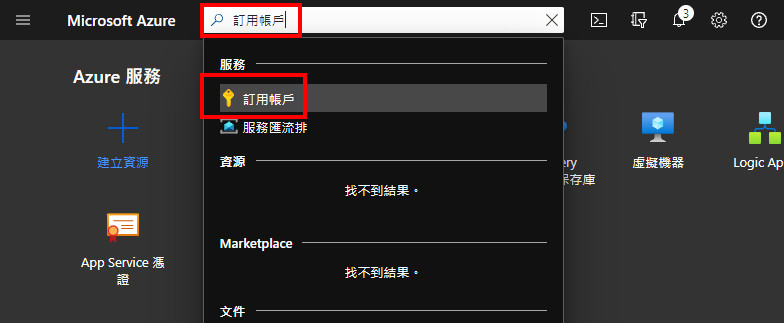 Microsoft Azure
訂用帳戶
3
Azure 服務
服務
訂用帳戶
服務匯流排
建立資源
資源
找不到結果。
ery
保存庫
虛擬機器
Logic Ap
App Service 憑
證
Marketplace
找不到結果。
文件